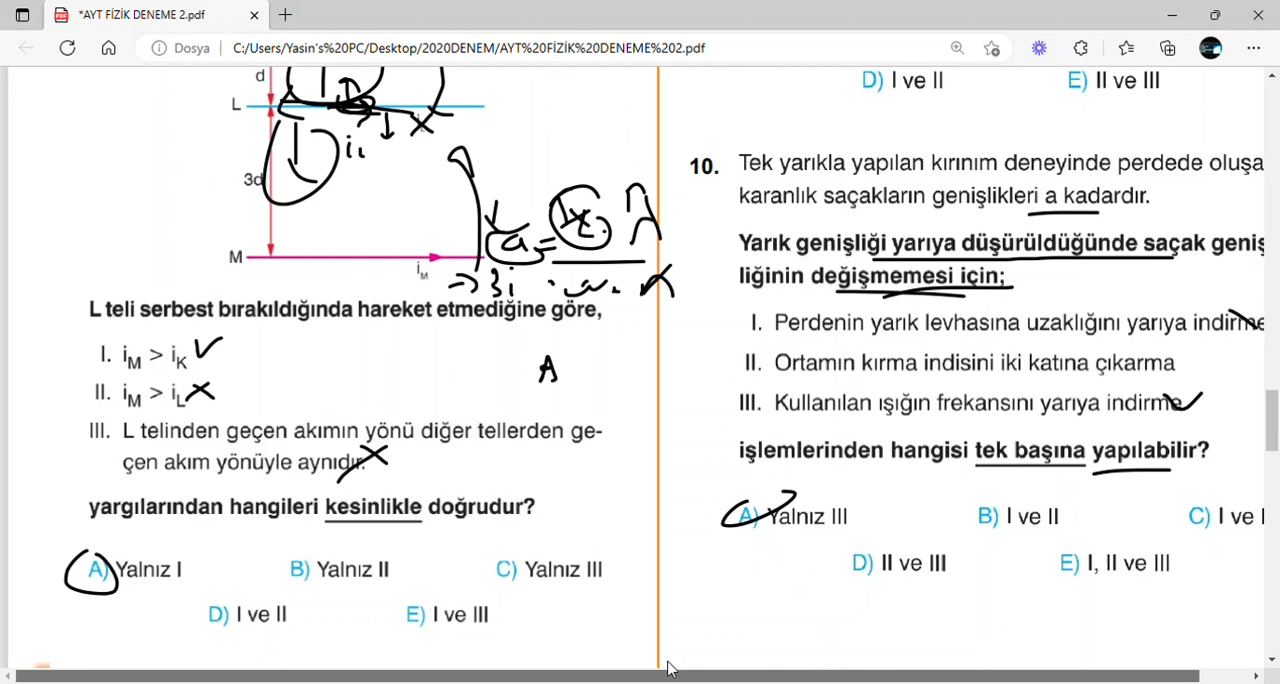 *AYT FİZİK DENEME 2.pdf
Dosya
C:/Users/Yasin's%20PC/Desktop/2020DENEM/AYT%20FİZİK%20DENEME%202.pdf
d
L
i₁
3d
M
iM
3i
a = λ
L teli serbest bırakıldığında hareket etmediğine göre,
I. iM > iK
II. iM > iL
A
III. L telinden geçen akımın yönü diğer tellerden ge-
çen akım yönüyle aynıdır.
yargılarından hangileri kesinlikle doğrudur?
A) Yalnız I
B) Yalnız II
C) Yalnız III
D) I ve II
E) I ve III
D) I ve II
E) II ve III
10. Tek yarıkla yapılan kırınım deneyinde perdede oluşa
karanlık saçakların genişlikleri a kadardır.
Yarık genişliği yarıya düşürüldüğünde saçak geniş
liğinin değişmemesi için;
I. Perdenin yarık levhasına uzaklığını yarıya indirme
II. Ortamın kırma indisini iki katına çıkarma
III. Kullanılan ışığın frekansını yarıya indirme
işlemlerinden hangisi tek başına yapılabilir?
A) Yalnız III
B) I ve II
C) I ve I
D) II ve III
E) I, II ve III